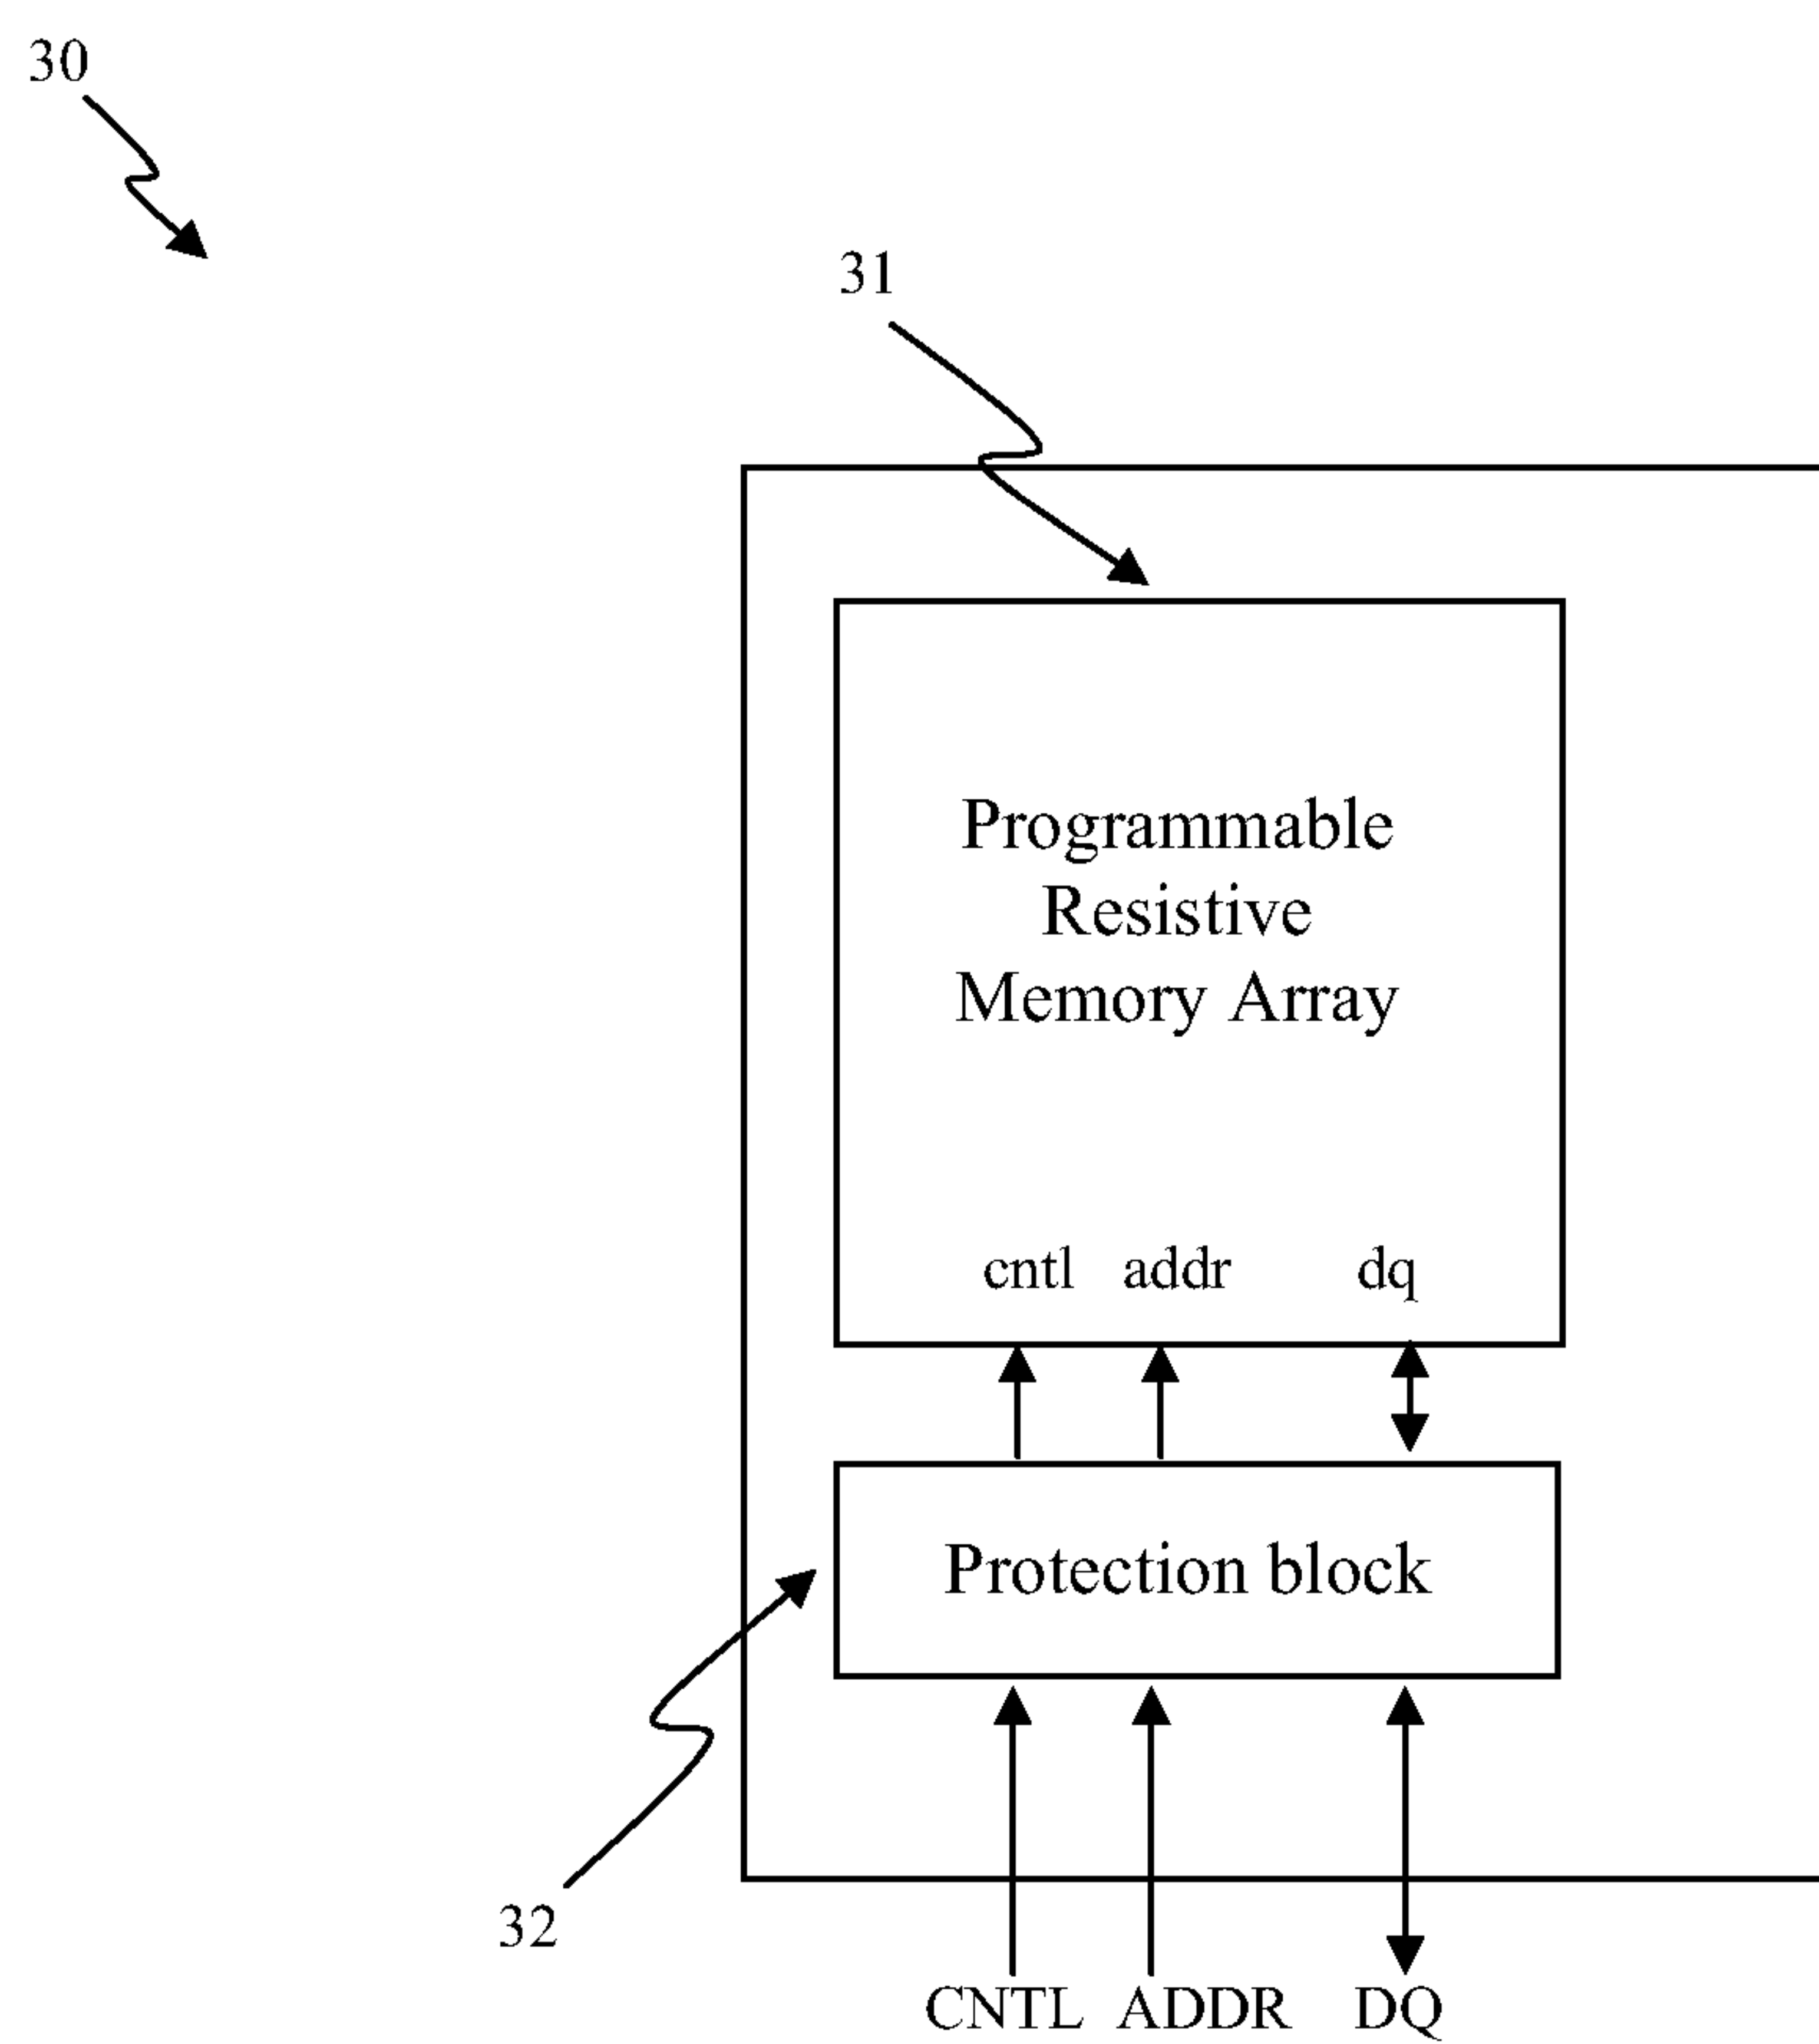 30
31
Programmable
Resistive
Memory Array
cntl addr dq
Protection block
32
CNTL ADDR DQ